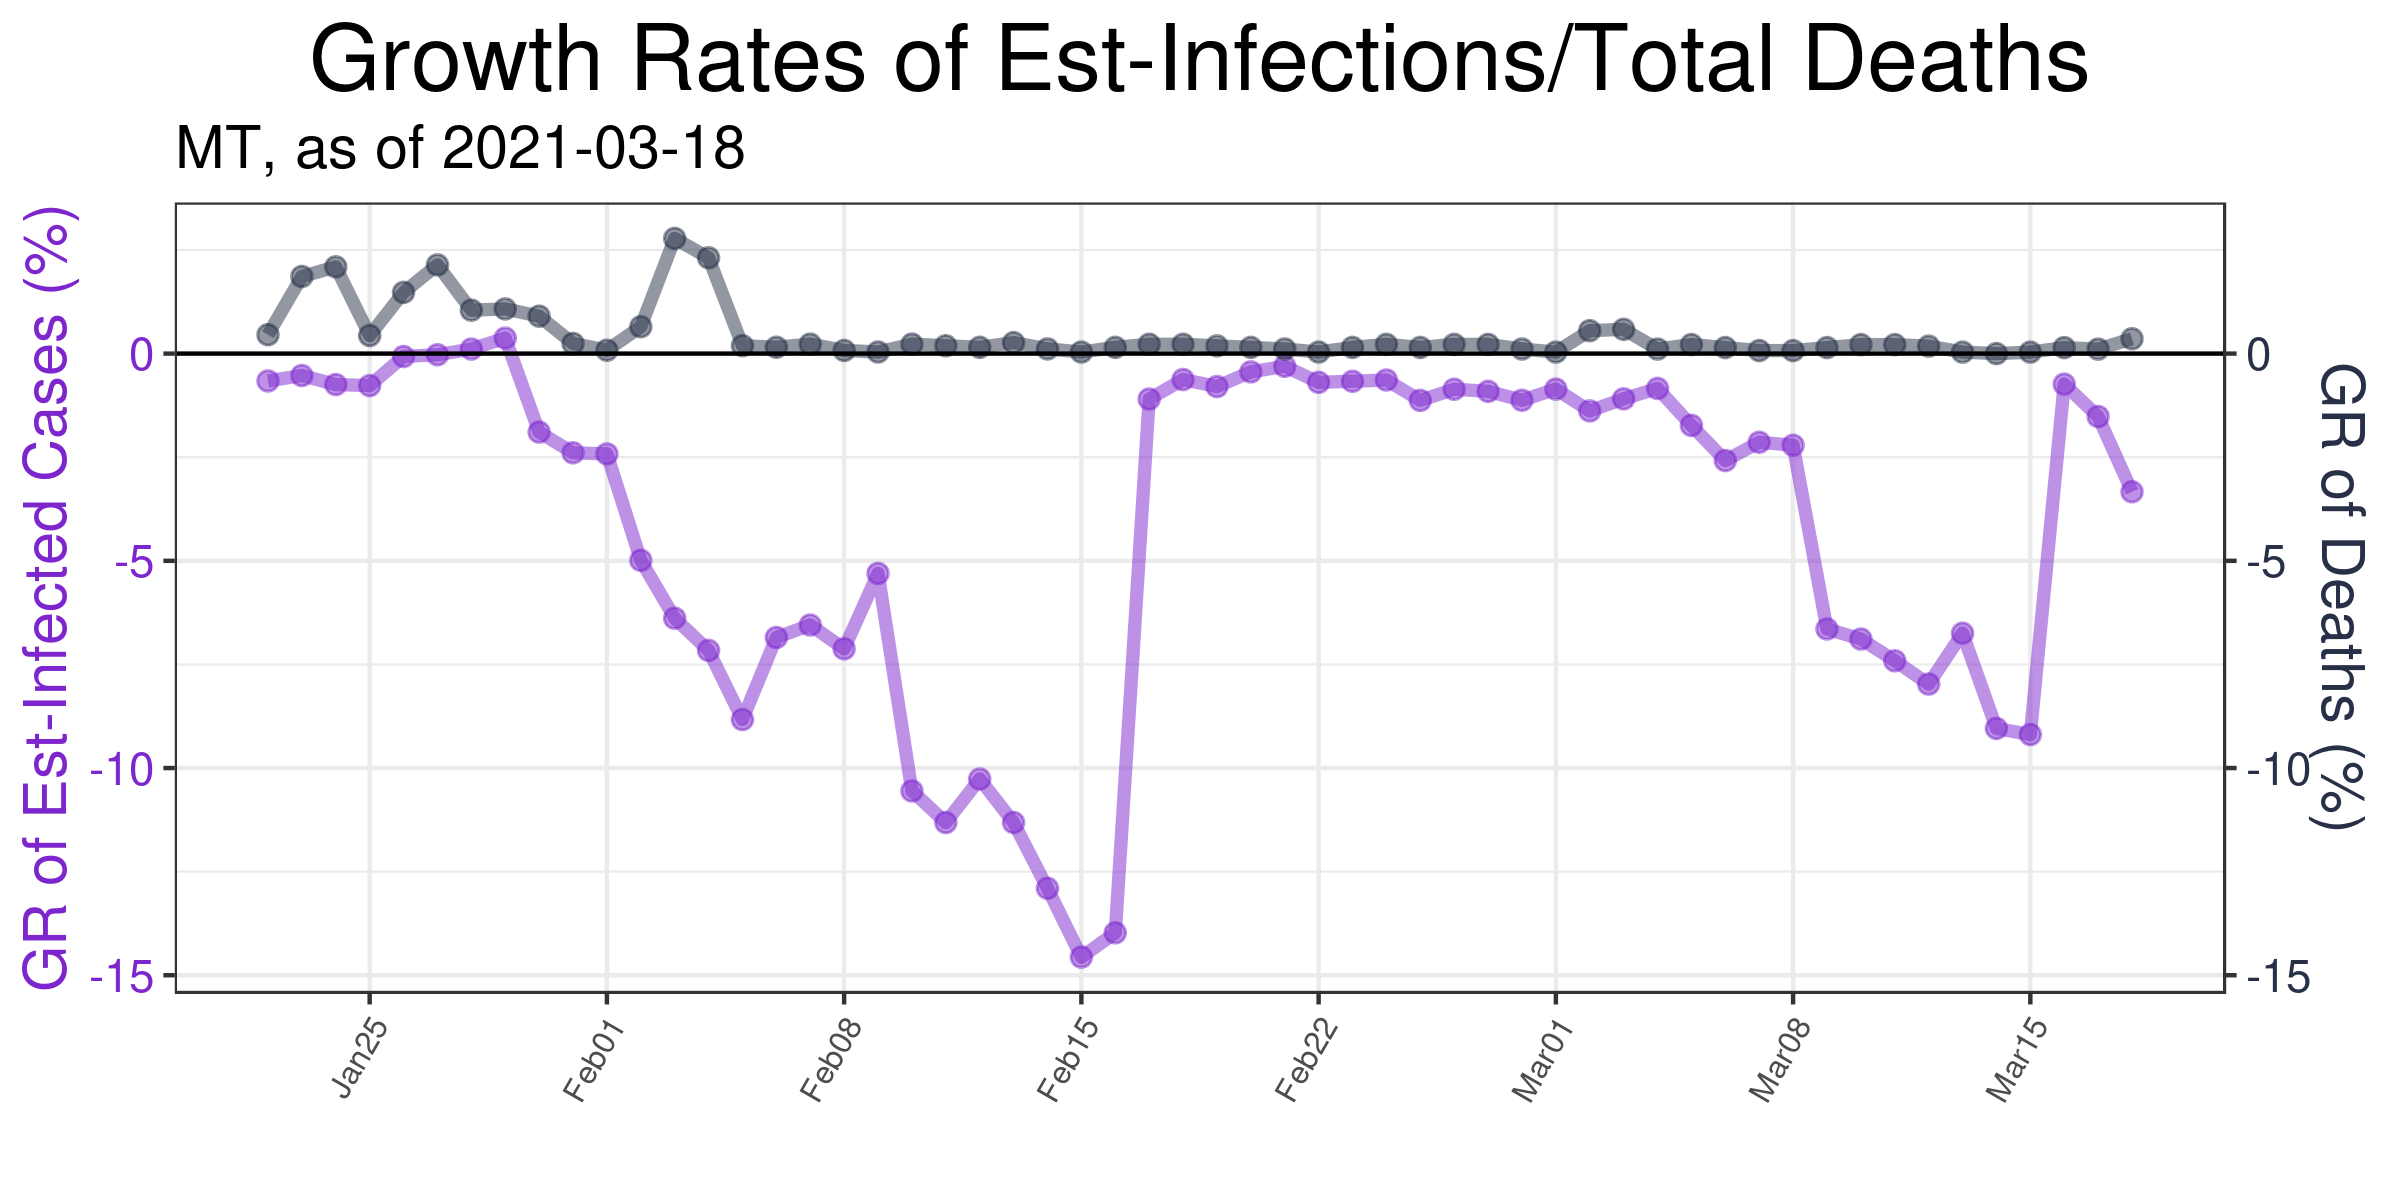 Growth Rates of Est-Infections/Total Deaths
MT, as of 2021-03-18
GR of Est-Infected Cases (%)
0
-5
-10
-15
0
-5
-10
-15
GR of Deaths (%)
Jan25
Feb01
Feb08
Feb15
Feb22
Mar01
Mar08
Mar15